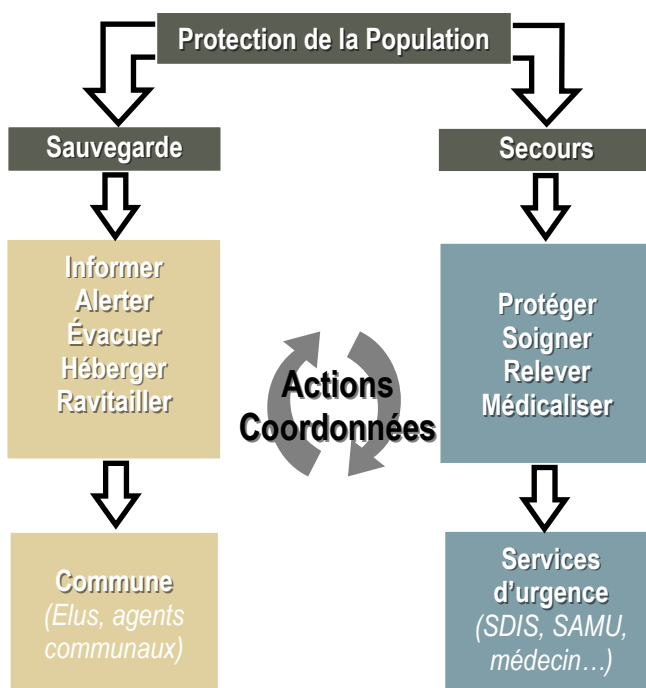 Protection de la Population
Sauvegarde
Secours
Informer
Alerter
Évacuer
Héberger
Ravitailler
Protéger
Soigner
Relever
Médicaliser
Actions
Coordonnées
Commune
(Elus, agents
communaux)
Services
d’urgence
(SDIS, SAMU,
médecin…)